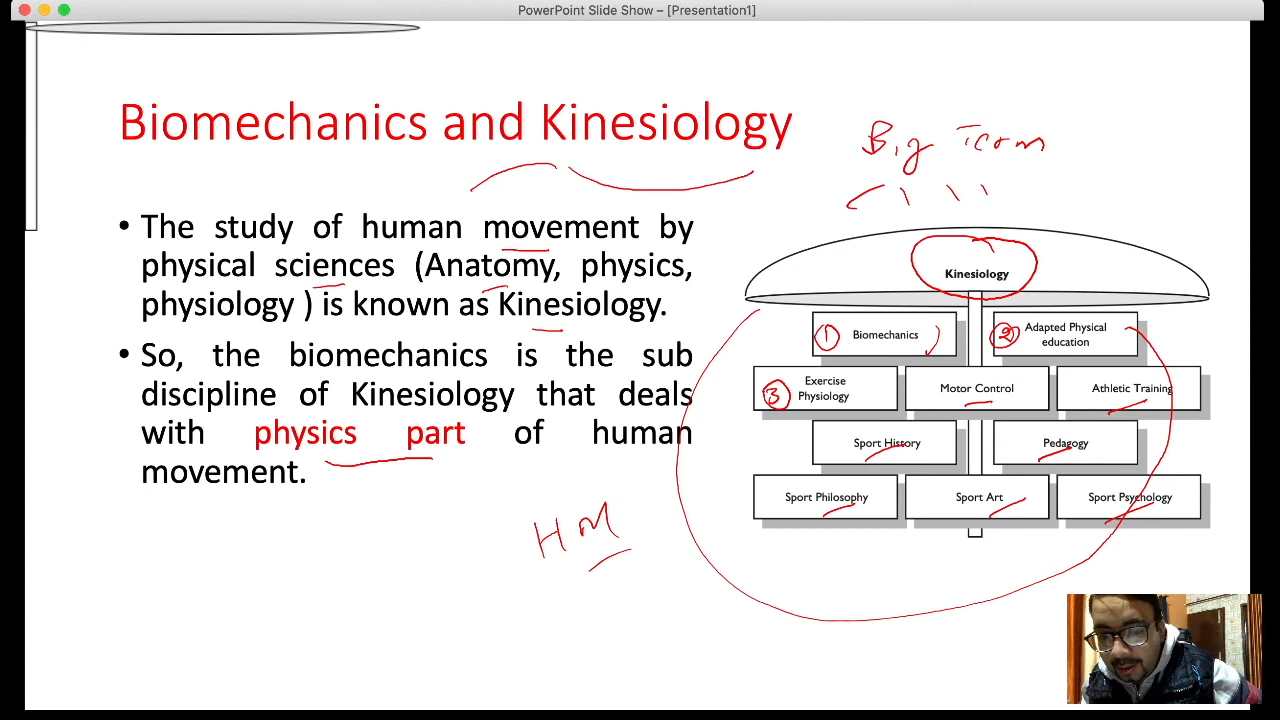 PowerPoint Slide Show – [Presentation1]
Biomechanics and Kinesiology
Big Term
• The study of human movement by
physical sciences (Anatomy, physics,
physiology ) is known as Kinesiology.
• So, the biomechanics is the sub
discipline of Kinesiology that deals
with physics part of human
movement.
HM
Kinesiology
1 Biomechanics
2 Adapted Physical
education
3 Exercise
Physiology
Motor Control
Athletic Training
Sport History
Pedagogy
Sport Philosophy
Sport Art
Sport Psychology